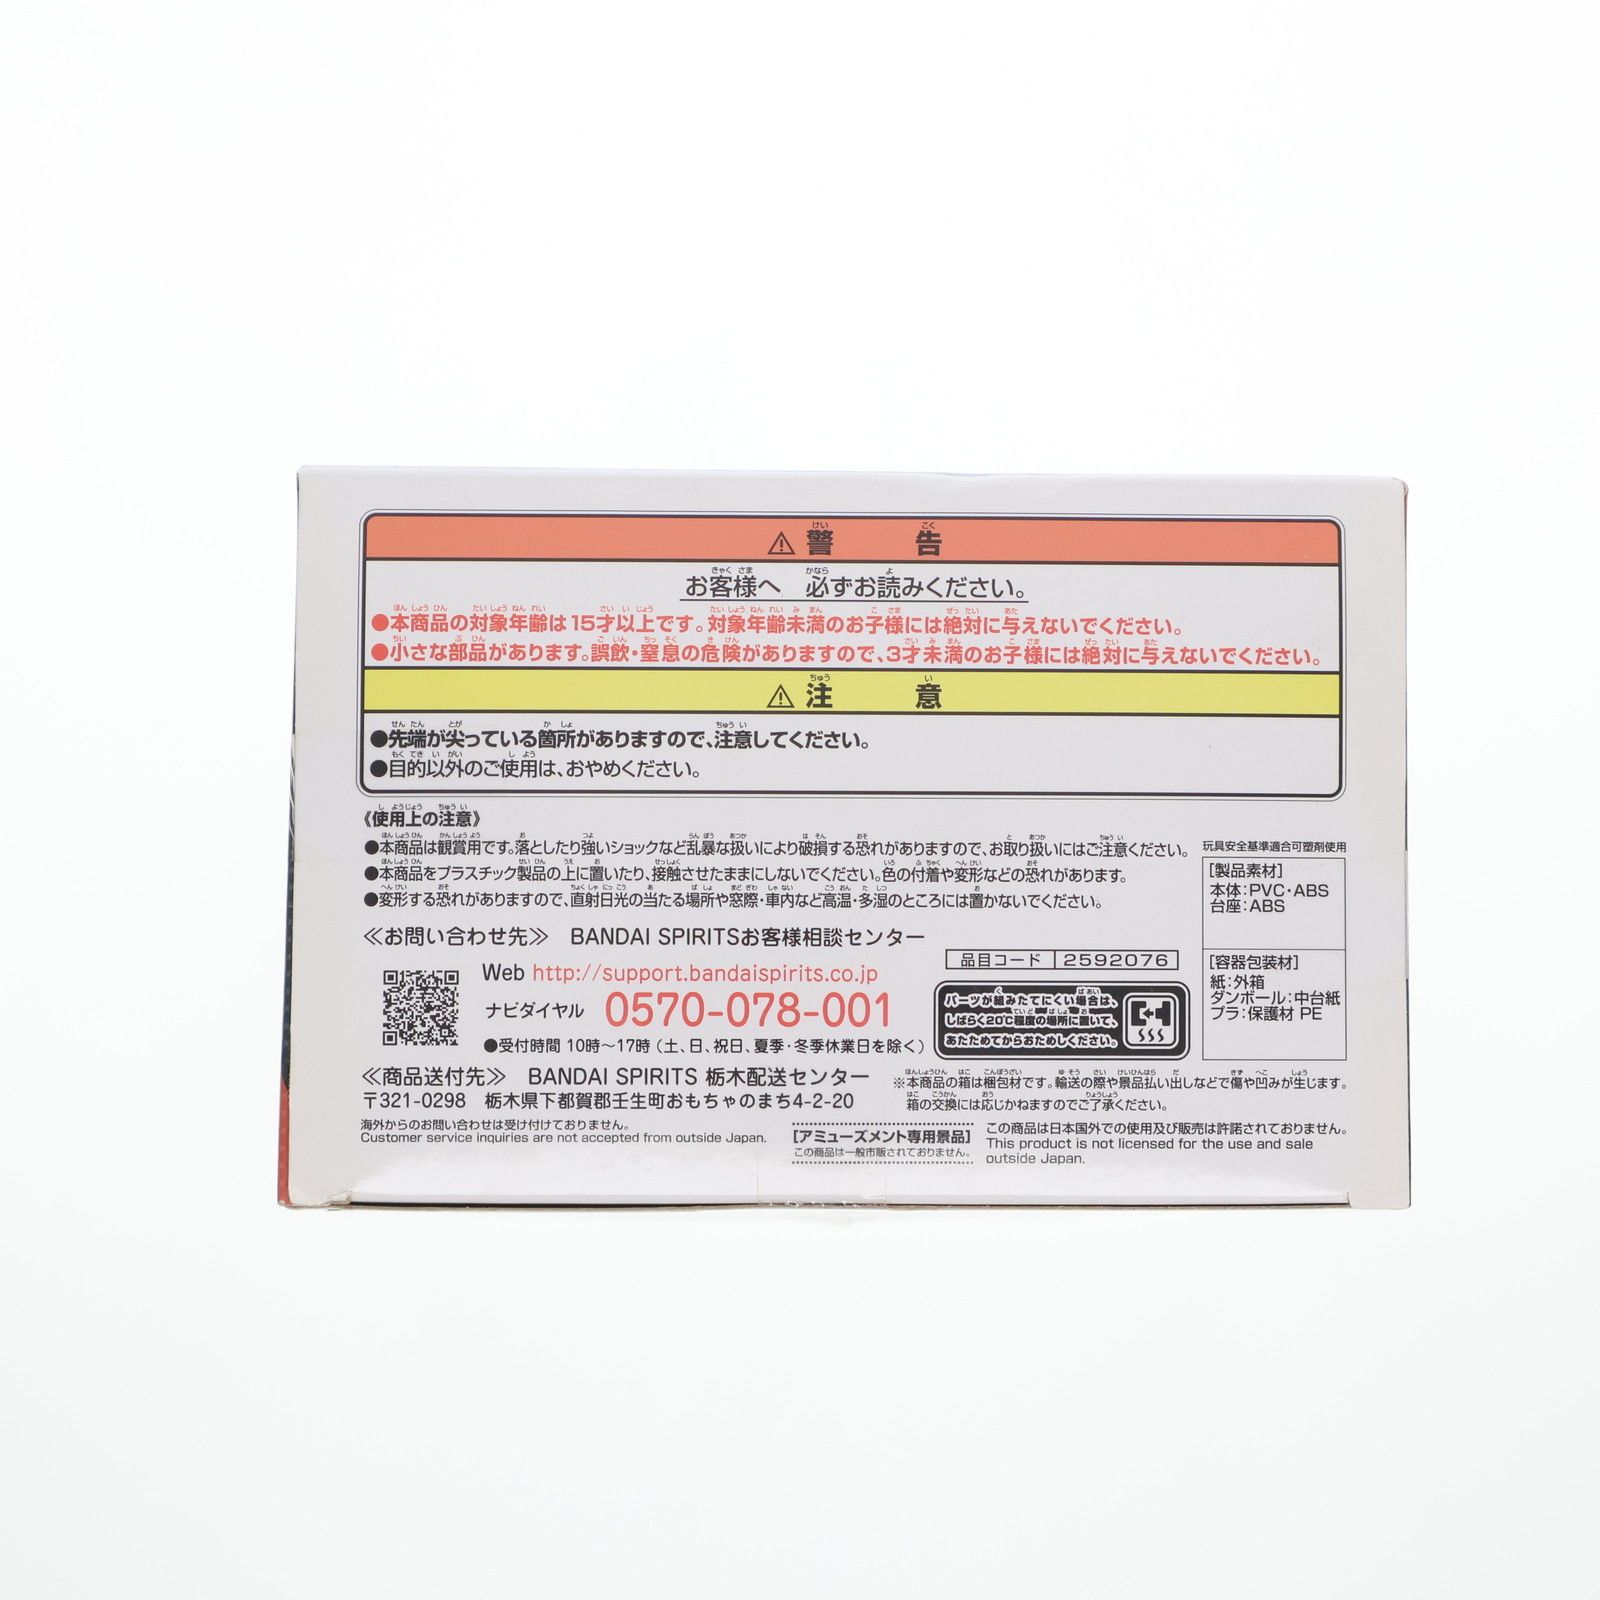 ⚠警告
お客様へ 必ずお読みください。
●本商品の対象年齢は15才以上です。対象年齢未満のお子様には絶対に与えないでください。
●小さな部品があります。誤飲・窒息の危険がありますので、3才未満のお子様には絶対に与えないでください。
⚠注意
●先端が尖っている箇所がありますので、注意してください。
●目的以外のご使用は、おやめください。
《使用上の注意》
●本商品は観賞用です。落としたり強いショックなど乱暴な扱いにより破損する恐れがありますので、お取り扱いにはご注意ください。
●本商品をプラスチック製品の上に置いたり、接触させたままにしないでください。色の付着や変形などの恐れがあります。
●変形する恐れがありますので、直射日光の当たる場所や窓際・車内など高温・多湿のところには置かないでください。
玩具安全基準適合可塑剤使用
[製品素材]
本体:PVC・ABS
台座:ABS
[容器包装材]
紙:外箱
ダンボール:中台紙
プラ:保護材 PE
≪お問い合わせ先≫ BANDAI SPIRITSお客様相談センター
Web http://support.bandaispirits.co.jp
ナビダイヤル 0570-078-001
●受付時間 10時〜17時(土、日、祝日、夏季・冬季休業日を除く)
品目コード 2592076
パーツが組みたてにくい場合は、
しばらく20℃程度の場所に置いて、
あたためてからおためしください。
≪商品送付先≫ BANDAI SPIRITS 栃木配送センター
〒321-0298 栃木県下都賀郡壬生町おもちゃのまち4-2-20
※本商品の箱は梱包材です。輸送の際や景品払い出しなどで傷や凹みが生じます。
箱の交換には応じかねますのでご了承ください。
海外からのお問い合わせは受け付けておりません。
Customer service inquiries are not accepted from outside Japan.
[アミューズメント専用景品]
この商品は一般市販されておりません。
この商品は日本国外での使用及び販売は許諾されておりません。
This product is not licensed for the use and sale
outside Japan.